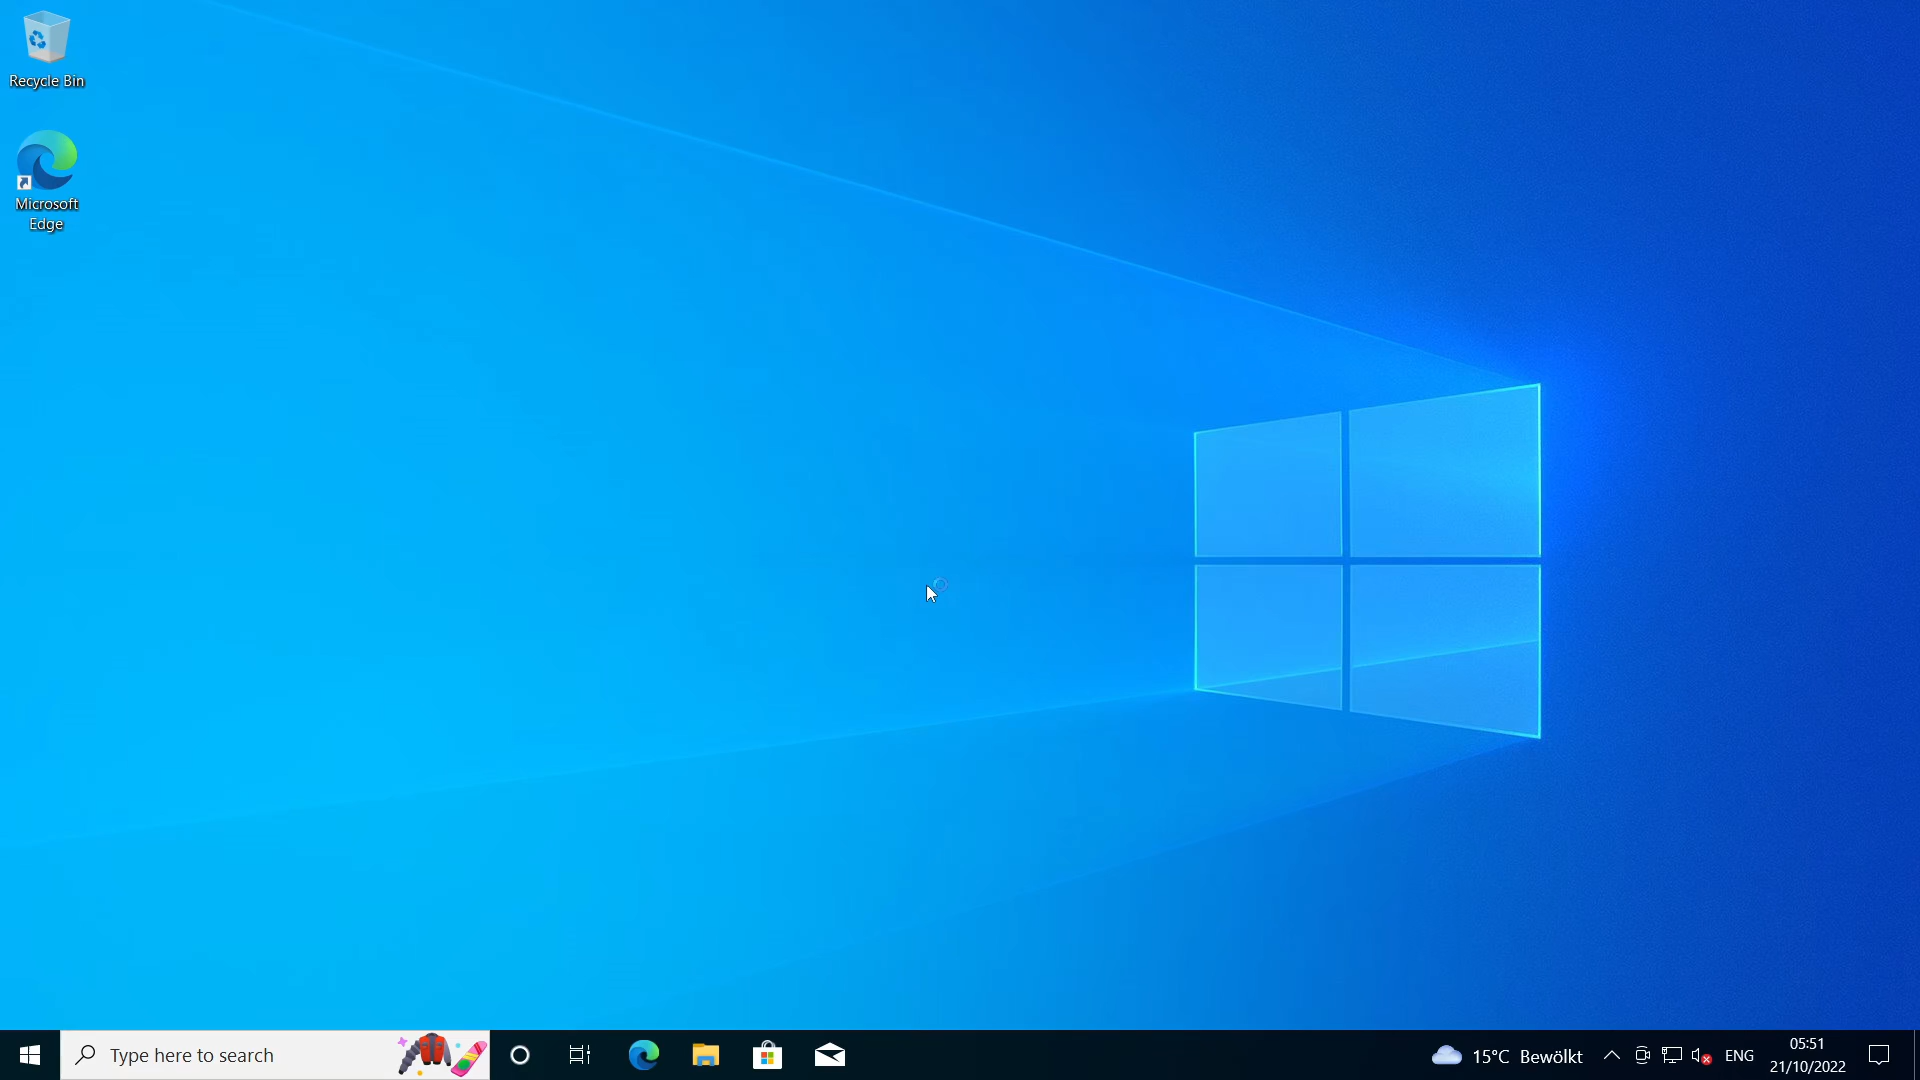 Recycle Bin
Microsoft
Edge
Type here to search
15°C Bewölkt
ENG
05:51
21/10/2022